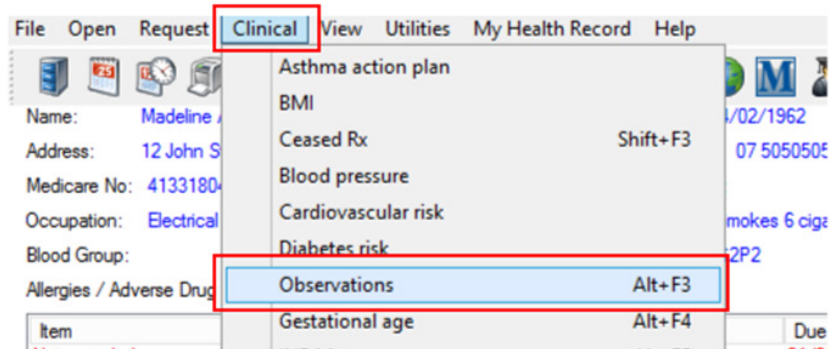 File Open Request Clinical View Utilities My Health Record Help
Asthma action plan
BMI
Ceased Rx Shift+F3
Blood pressure
Cardiovascular risk
Diabetes risk
Observations Alt+F3
Gestational age Alt+F4
25
M
Name: Madeline /02/1962
Address: 12 John S 07 5050505
Medicare No: 4133180
Occupation: Electrical mokes 6 ciga
Blood Group: 2P2
Allergies / Adverse Drug
Item Due